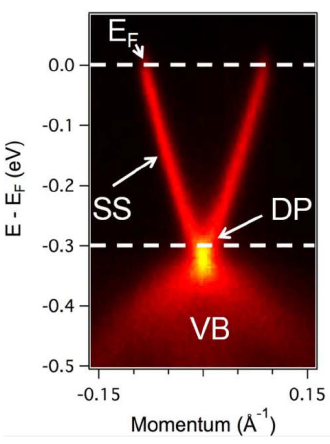 E_F
0.0
-0.1
-0.2
-0.3
-0.4
-0.5
E - E_F (eV)
SS
DP
VB
-0.15
0.15
Momentum (Å⁻¹)